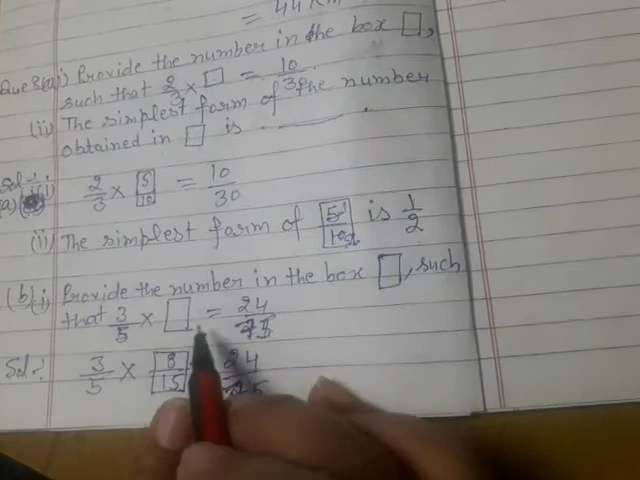 = 44 Km
Que 8(a)(i) Provide the number in the box □,
such that 2/3 × □ = 10/30.
(ii) The simplest form of the number
obtained in □ is .
Sol - (i)
(a) 2/3 × 5/10 = 10/30
(ii) The simplest form of 5/10 is 1/2
(b)(i) Provide the number in the box □, such
that 3/5 × □ = 24/75
Sol: 3/5 × 8/15 24/75